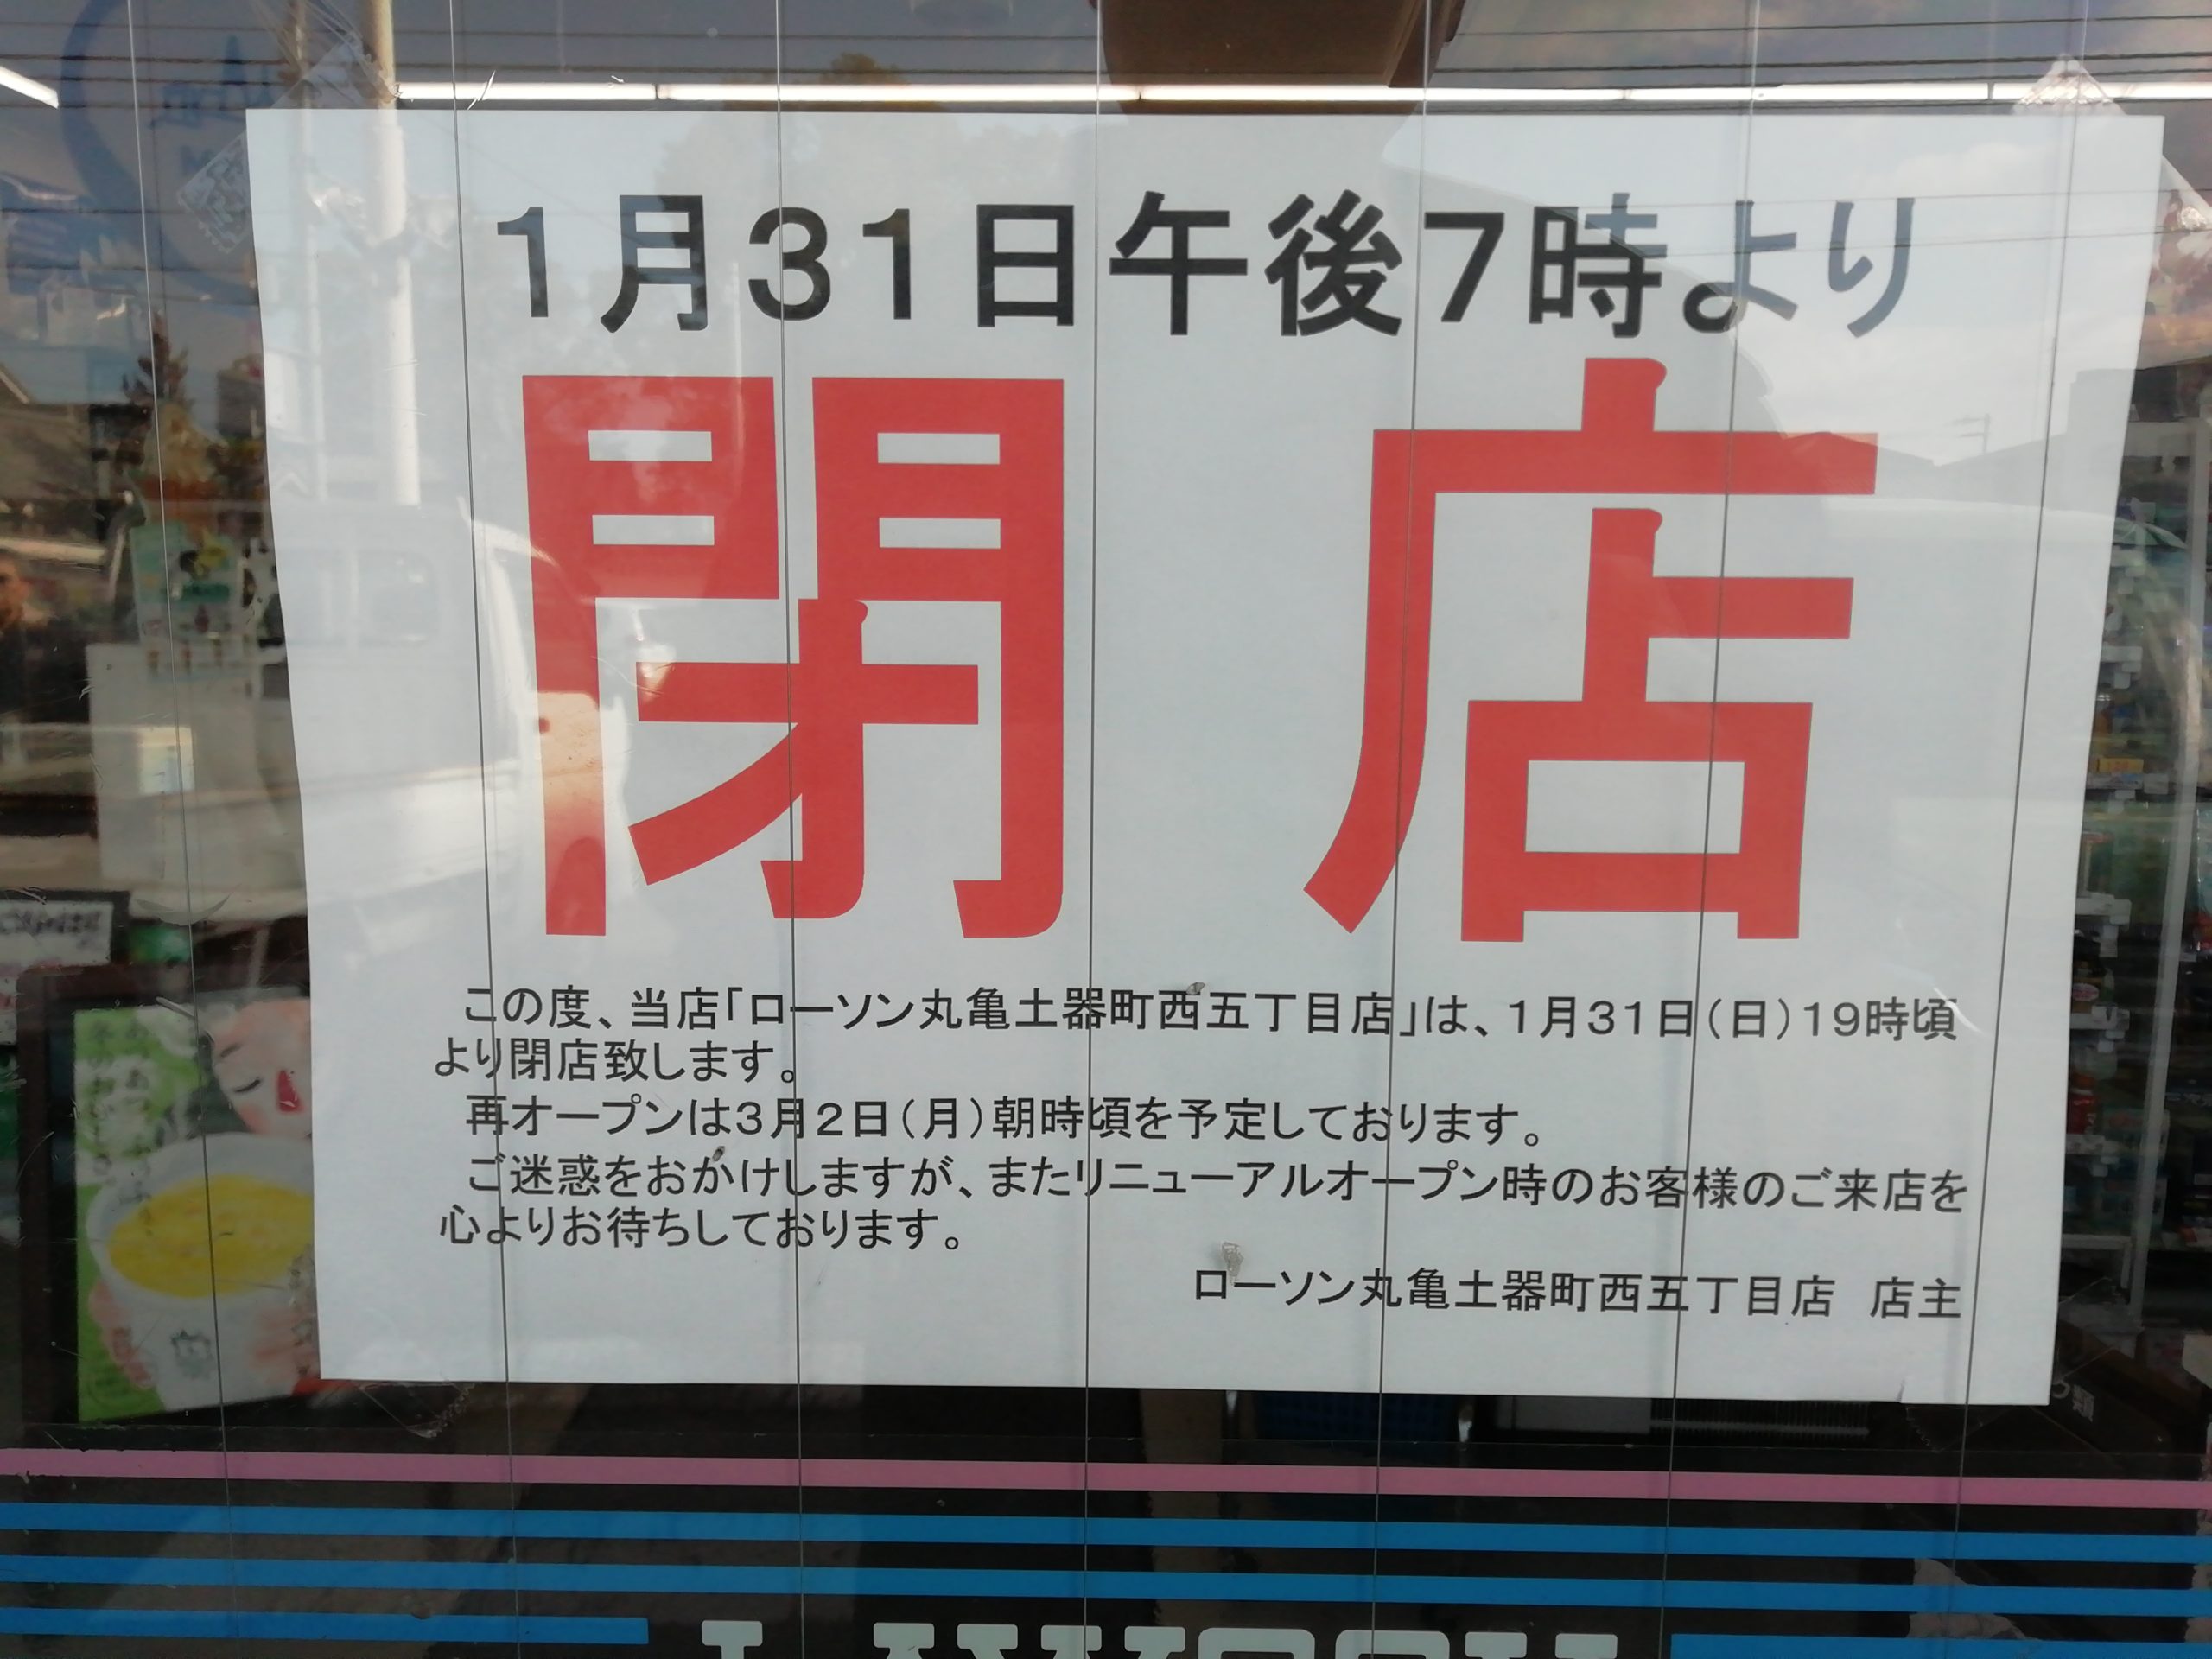 1月31日午後7時より
閉店
この度、当店「ローソン丸亀土器町西五丁目店」は、1月31日(日)19時頃
より閉店致します。
再オープンは3月2日(月)朝時頃を予定しております。
ご迷惑をおかけしますが、またリニューアルオープン時のお客様のご来店を
心よりお待ちしております。
ローソン丸亀土器町西五丁目店 店主
LAWSON